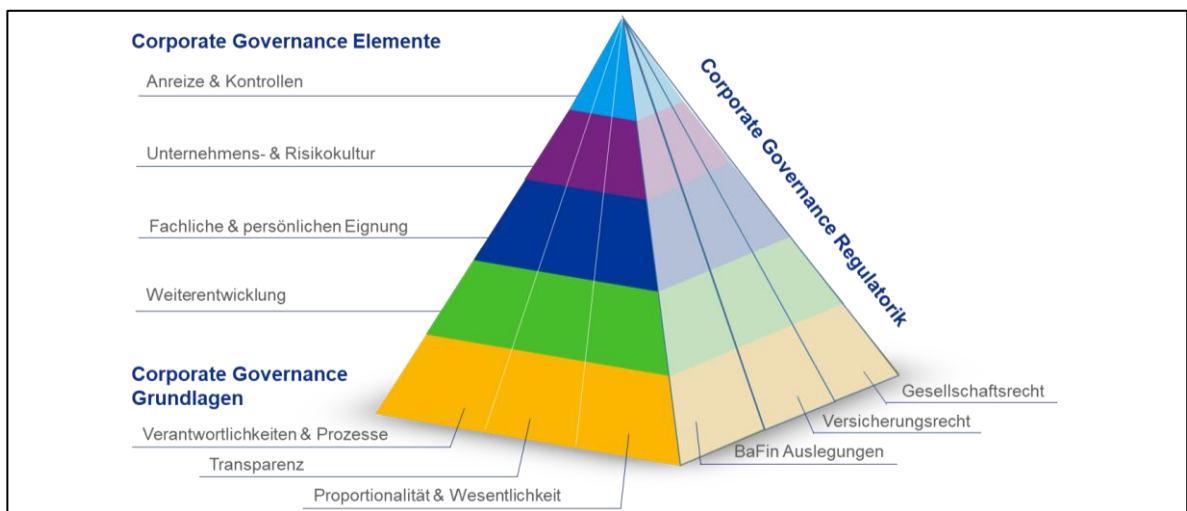 Corporate Governance Elemente
Anreize & Kontrollen
Unternehmens- & Risikokultur
Fachliche & persönlichen Eignung
Weiterentwicklung
Corporate Governance
Grundlagen
Verantwortlichkeiten & Prozesse
Transparenz
Proportionalität & Wesentlichkeit
Corporate Governance Regulatorik
Gesellschaftsrecht
Versicherungsrecht
BaFin Auslegungen